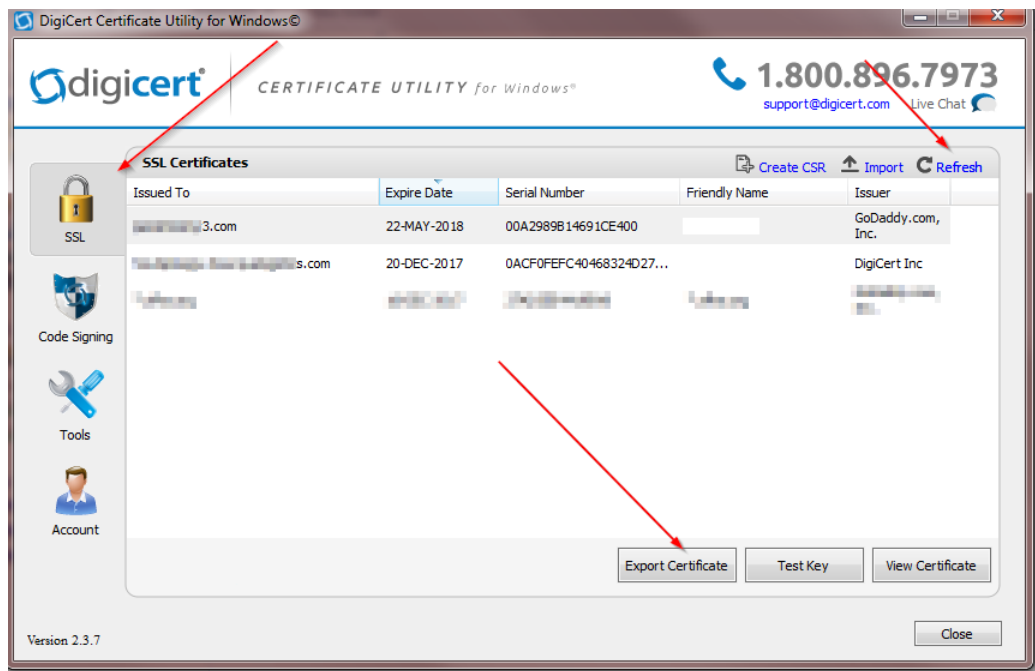 DigiCert Certificate Utility for Windows©
digicert® CERTIFICATE UTILITY for Windows® 1.800.896.7973
support@digicert.com Live Chat
SSL Certificates Create CSR Import Refresh
Issued To Expire Date Serial Number Friendly Name Issuer
3.com 22-MAY-2018 00A2989B14691CE400 GoDaddy.com, Inc.
s.com 20-DEC-2017 0ACF0FEFC40468324D27... DigiCert Inc
SSL
Code Signing
Tools
Account
Export Certificate Test Key View Certificate
Version 2.3.7 Close